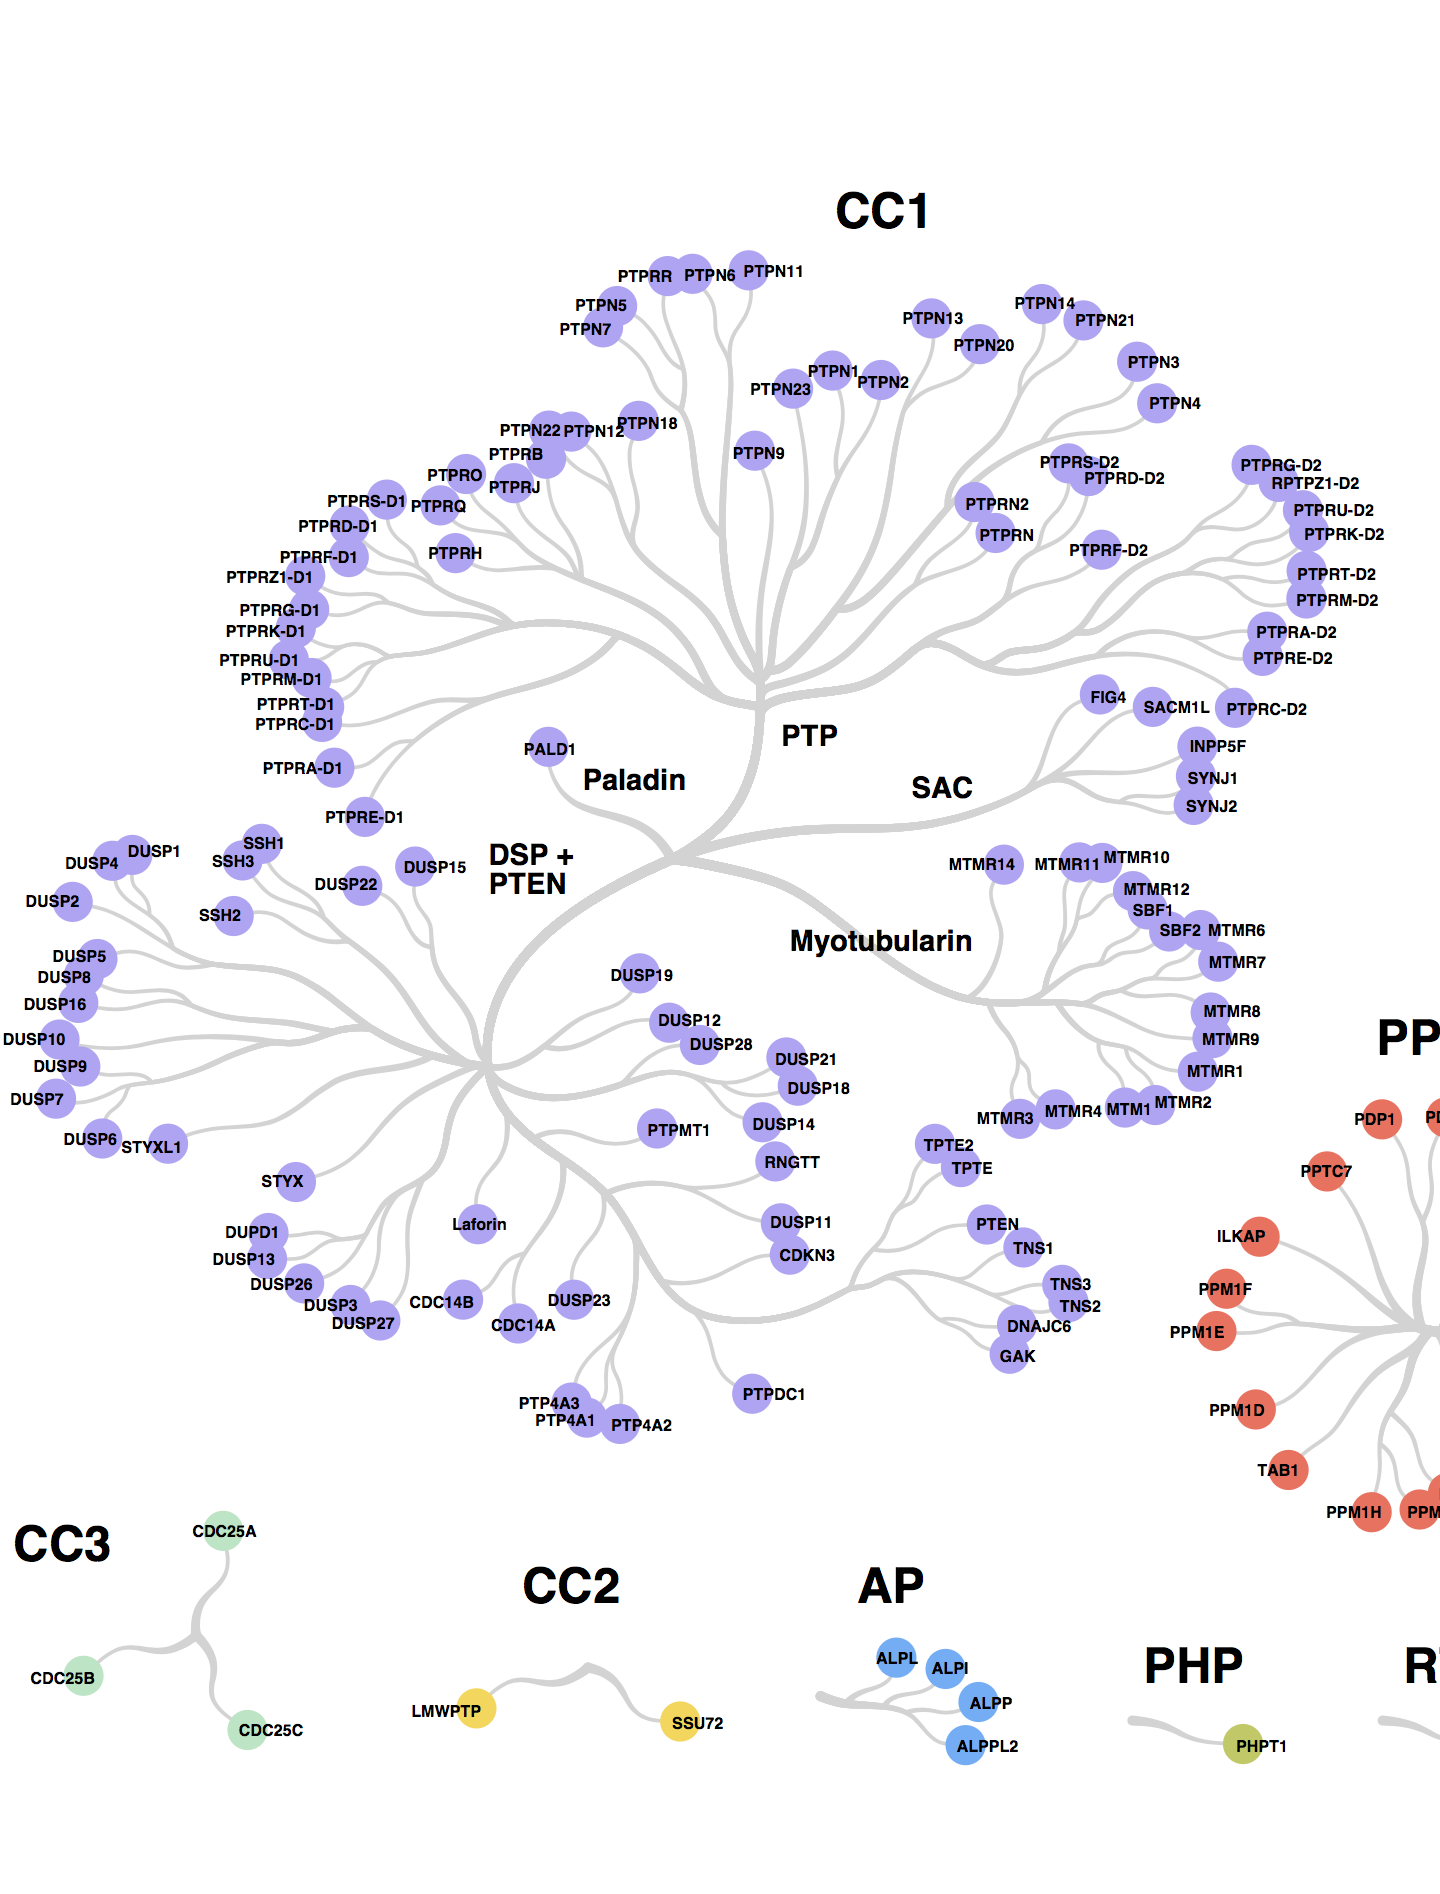 CC1
PTPRR
PTPN6
PTPN11
PTPN5
PTPN7
PTPN13
PTPN14
PTPN21
PTPN20
PTPN3
PTPN4
PTPN23
PTPN1
PTPN2
PTPN22
PTPN12
PTPN18
PTPRB
PTPN9
PTPRO
PTPRJ
PTPRS-D1
PTPRQ
PTPRD-D1
PTPRH
PTPRF-D1
PTPRZ1-D1
PTPRG-D1
PTPRK-D1
PTPRU-D1
PTPRM-D1
PTPRT-D1
PTPRC-D1
PTPRA-D1
PTPRE-D1
PTPRS-D2
PTPRD-D2
PTPRN2
PTPRN
PTPRF-D2
PTPRG-D2
RPTPZ1-D2
PTPRU-D2
PTPRK-D2
PTPRT-D2
PTPRM-D2
PTPRA-D2
PTPRE-D2
PTPRC-D2
PTP
PALD1
Paladin
SAC
FIG4
SACM1L
INPP5F
SYNJ1
SYNJ2
DSP +
PTEN
DUSP1
DUSP4
DUSP2
SSH1
SSH3
SSH2
DUSP22
DUSP15
DUSP5
DUSP8
DUSP16
DUSP10
DUSP9
DUSP7
DUSP6
STYXL1
STYX
Myotubularin
MTMR14
MTMR11
MTMR10
MTMR12
SBF1
SBF2
MTMR6
MTMR7
MTMR8
MTMR9
MTMR1
MTMR2
MTM1
MTMR4
MTMR3
DUSP19
DUSP12
DUSP28
DUSP21
DUSP18
DUSP14
PTPMT1
RNGTT
DUSP11
CDKN3
TPTE2
TPTE
PTEN
TNS1
TNS3
TNS2
DNAJC6
GAK
DUPD1
DUSP13
DUSP26
DUSP3
DUSP27
Laforin
CDC14B
CDC14A
DUSP23
PTP4A3
PTP4A1
PTP4A2
PTPDC1
PP
PDP1
PPTC7
ILKAP
PPM1F
PPM1E
PPM1D
TAB1
PPM1H
CC3
CDC25A
CDC25B
CDC25C
CC2
LMWPTP
SSU72
AP
ALPL
ALPI
ALPP
ALPPL2
PHP
PHPT1